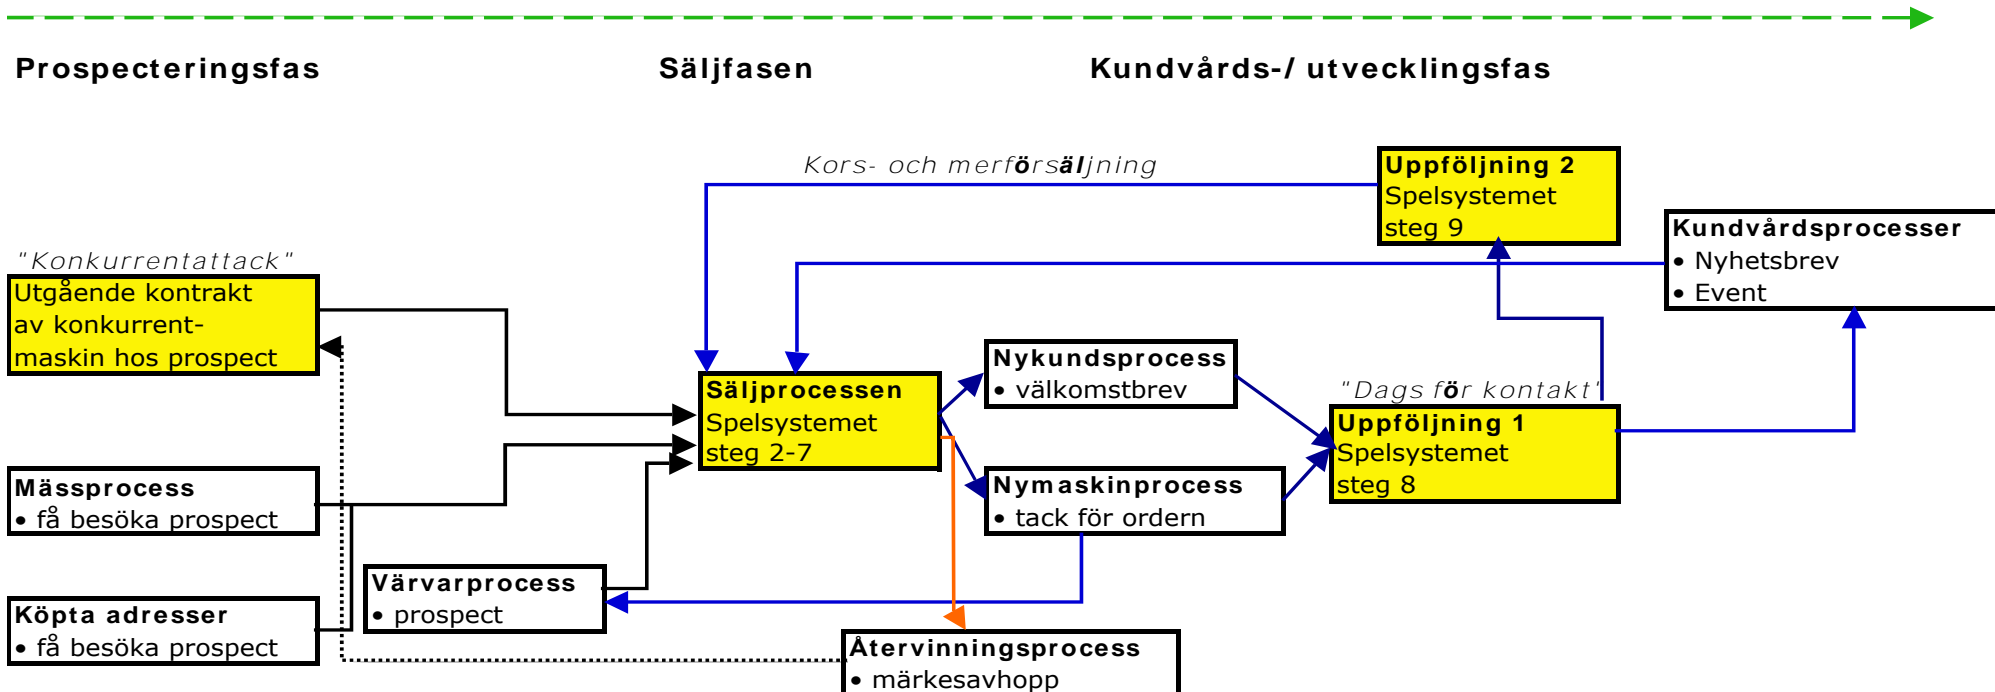 Prospecteringsfas
Säljfasen
Kundvårds-/ utvecklingsfas
Kors- och merförsäljning
Uppföljning 2
Spelsystemet
steg 9
Kundvårdsprocesser
• Nyhetsbrev
• Event
"Konkurrentattack"
Utgående kontrakt
av konkurrent-
maskin hos prospect
Säljprocessen
Spelsystemet
steg 2-7
Nykundsprocess
• välkomstbrev
"Dags för kontakt"
Uppföljning 1
Spelsystemet
steg 8
Mässprocess
• få besöka prospect
Nymaskinprocess
• tack för ordern
Värvarprocess
• prospect
Köpta adresser
• få besöka prospect
Återvinningsprocess
• märkesavhopp